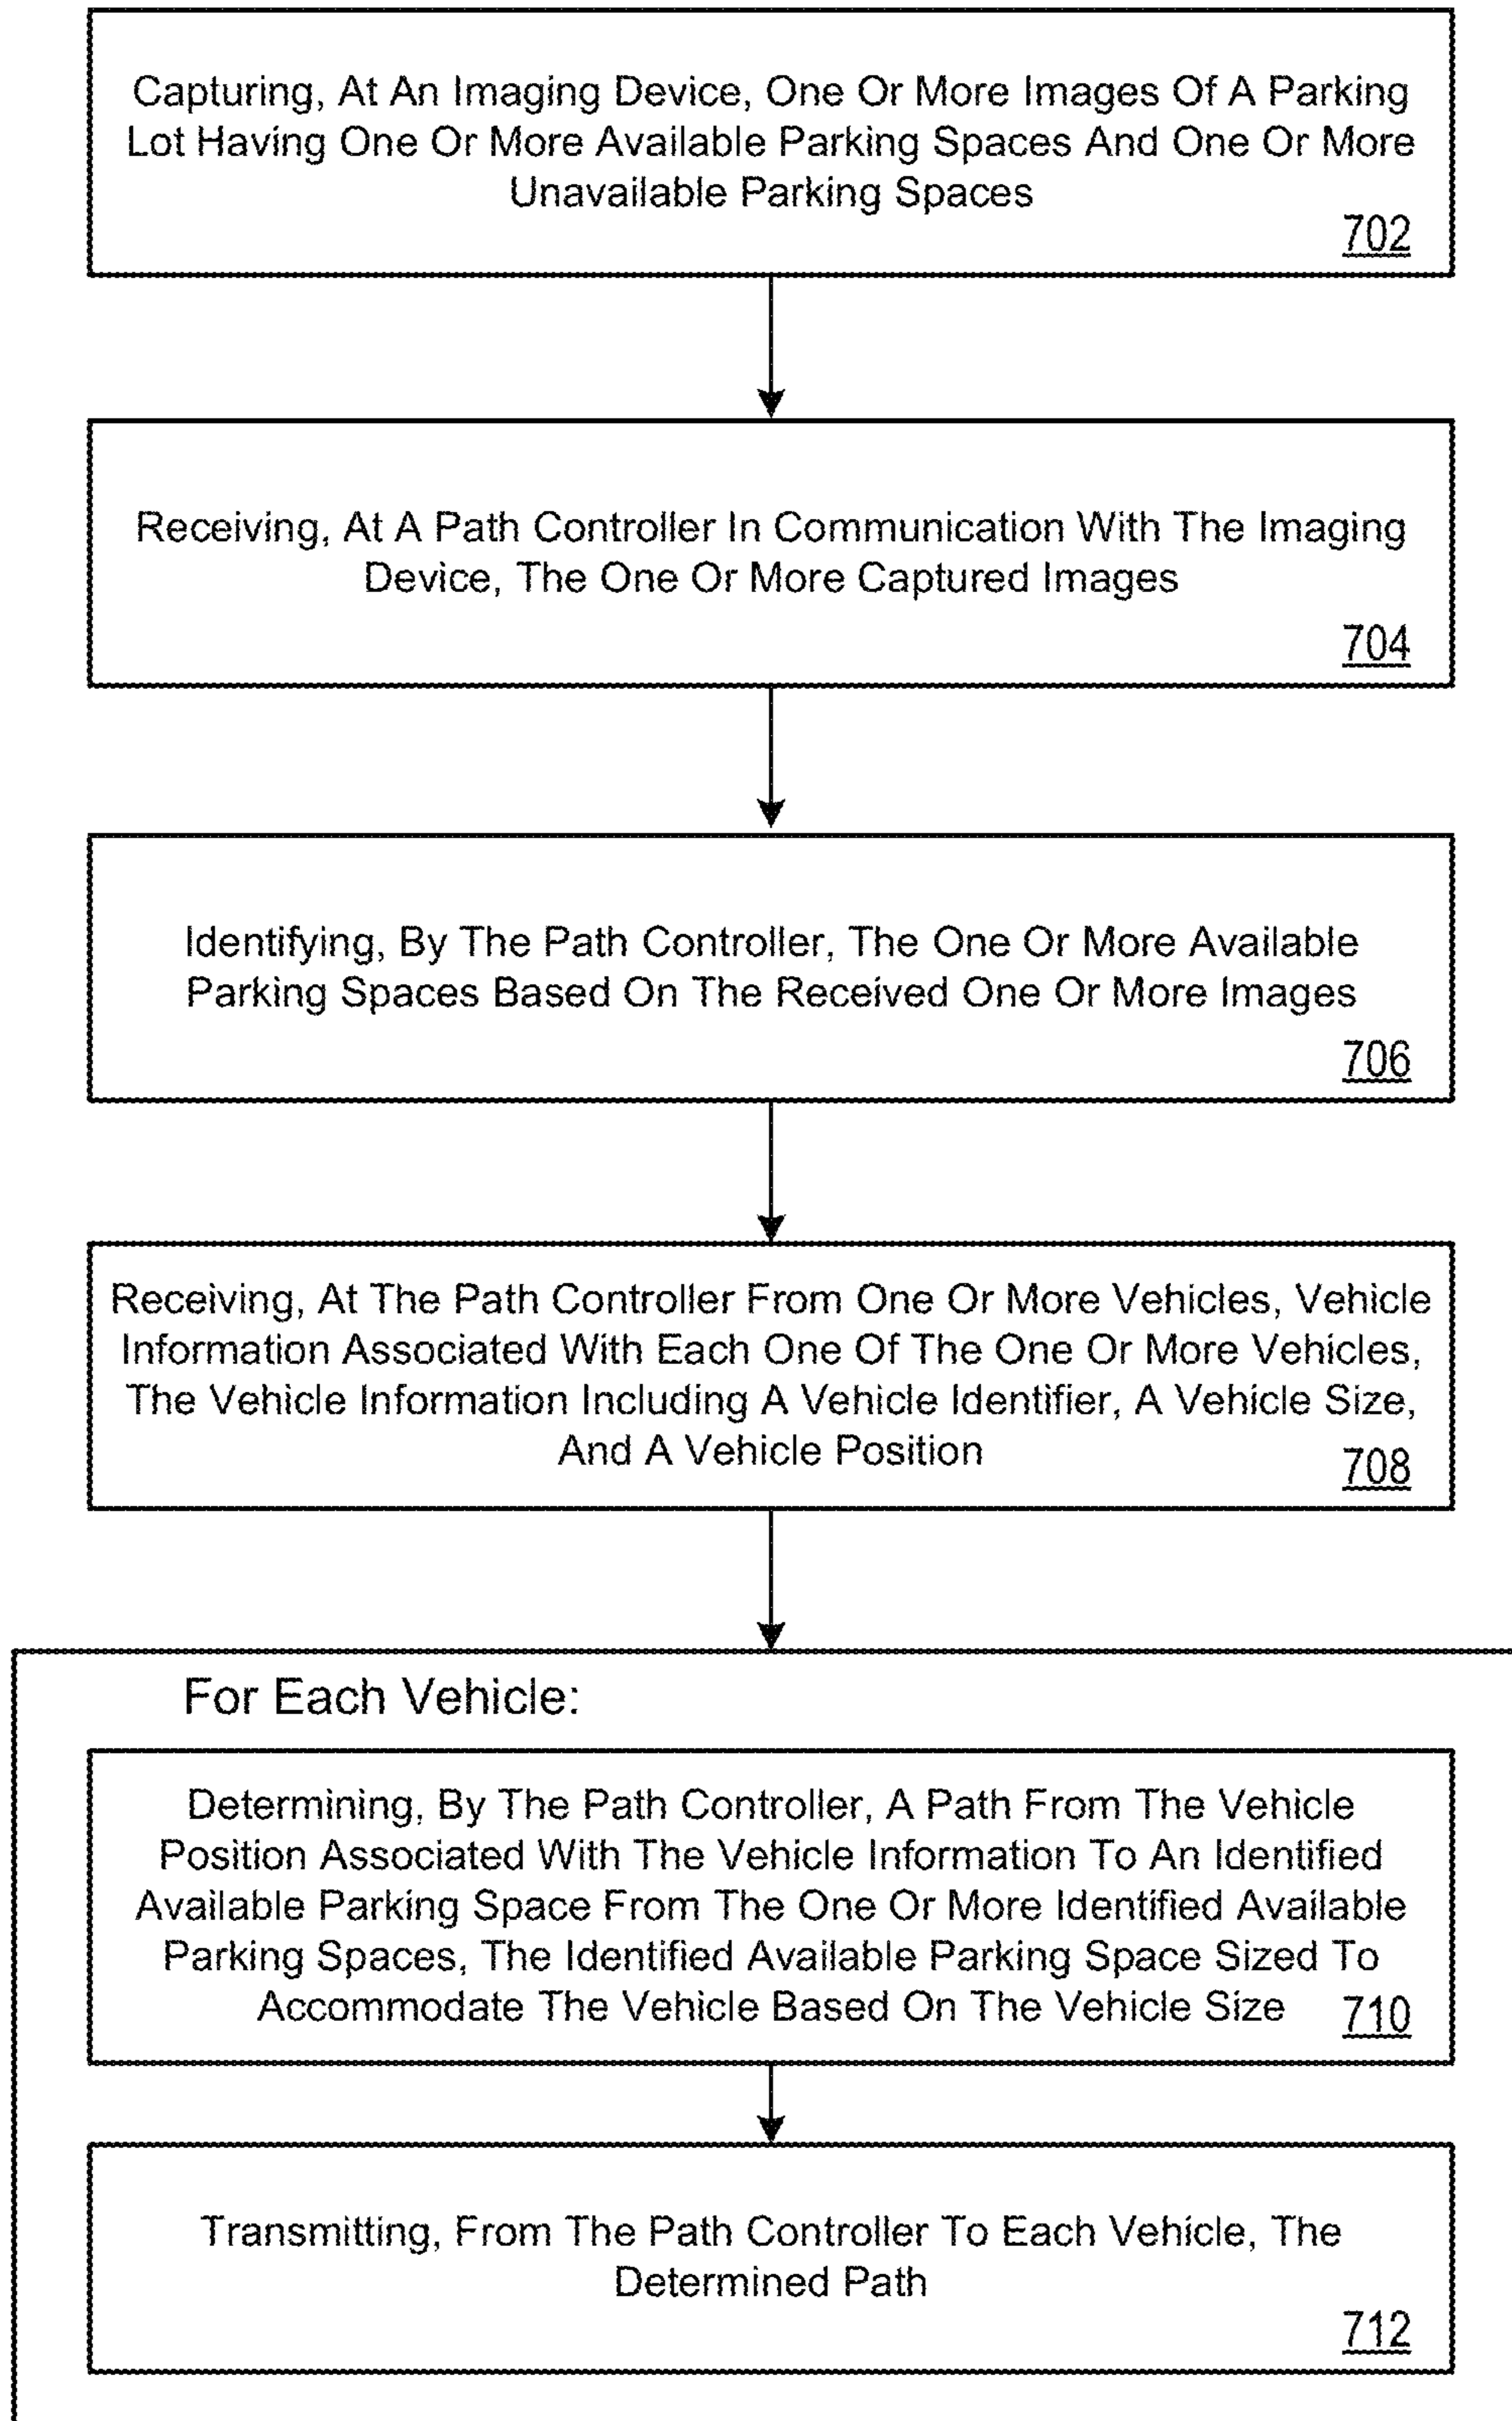 Capturing, At An Imaging Device, One Or More Images Of A Parking
Lot Having One Or More Available Parking Spaces And One Or More
Unavailable Parking Spaces
702
Receiving, At A Path Controller In Communication With The Imaging
Device, The One Or More Captured Images
704
Identifying, By The Path Controller, The One Or More Available
Parking Spaces Based On The Received One Or More Images
706
Receiving, At The Path Controller From One Or More Vehicles, Vehicle
Information Associated With Each One Of The One Or More Vehicles,
The Vehicle Information Including A Vehicle Identifier, A Vehicle Size,
And A Vehicle Position
708
For Each Vehicle:
Determining, By The Path Controller, A Path From The Vehicle
Position Associated With The Vehicle Information To An Identified
Available Parking Space From The One Or More Identified Available
Parking Spaces, The Identified Available Parking Space Sized To
Accommodate The Vehicle Based On The Vehicle Size
710
Transmitting, From The Path Controller To Each Vehicle, The
Determined Path
712